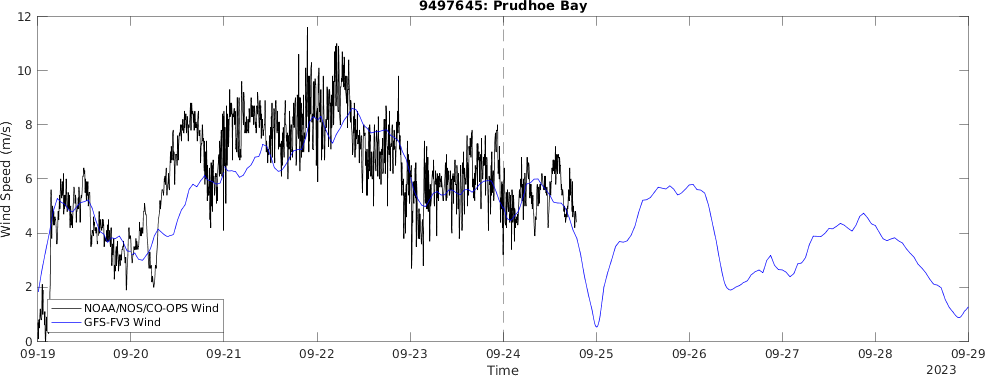 9497645: Prudhoe Bay
Wind Speed (m/s)
12
10
8
6
4
2
0
NOAA/NOS/CO-OPS Wind
GFS-FV3 Wind
09-19 09-20 09-21 09-22 09-23 09-24 09-25 09-26 09-27 09-28 09-29
Time
2023